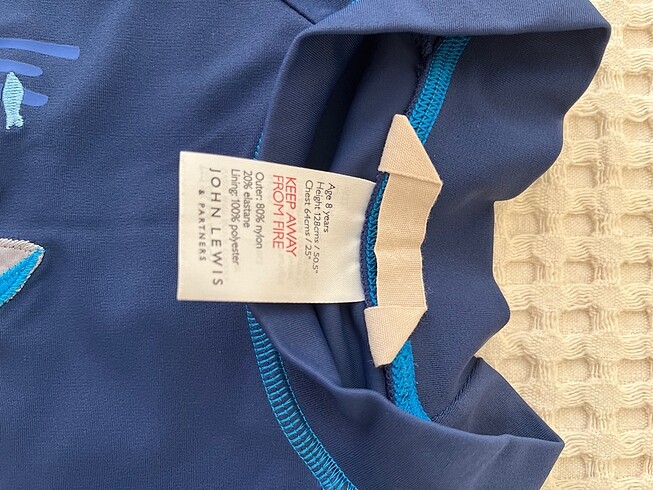 Age 8 years
Height 128cms / 50.5"
Chest 64cms / 25"
KEEP AWAY
FROM FIRE
Outer: 80% nylon
20% elastane
Lining: 100% polyester
JOHN LEWIS
& PARTNERS